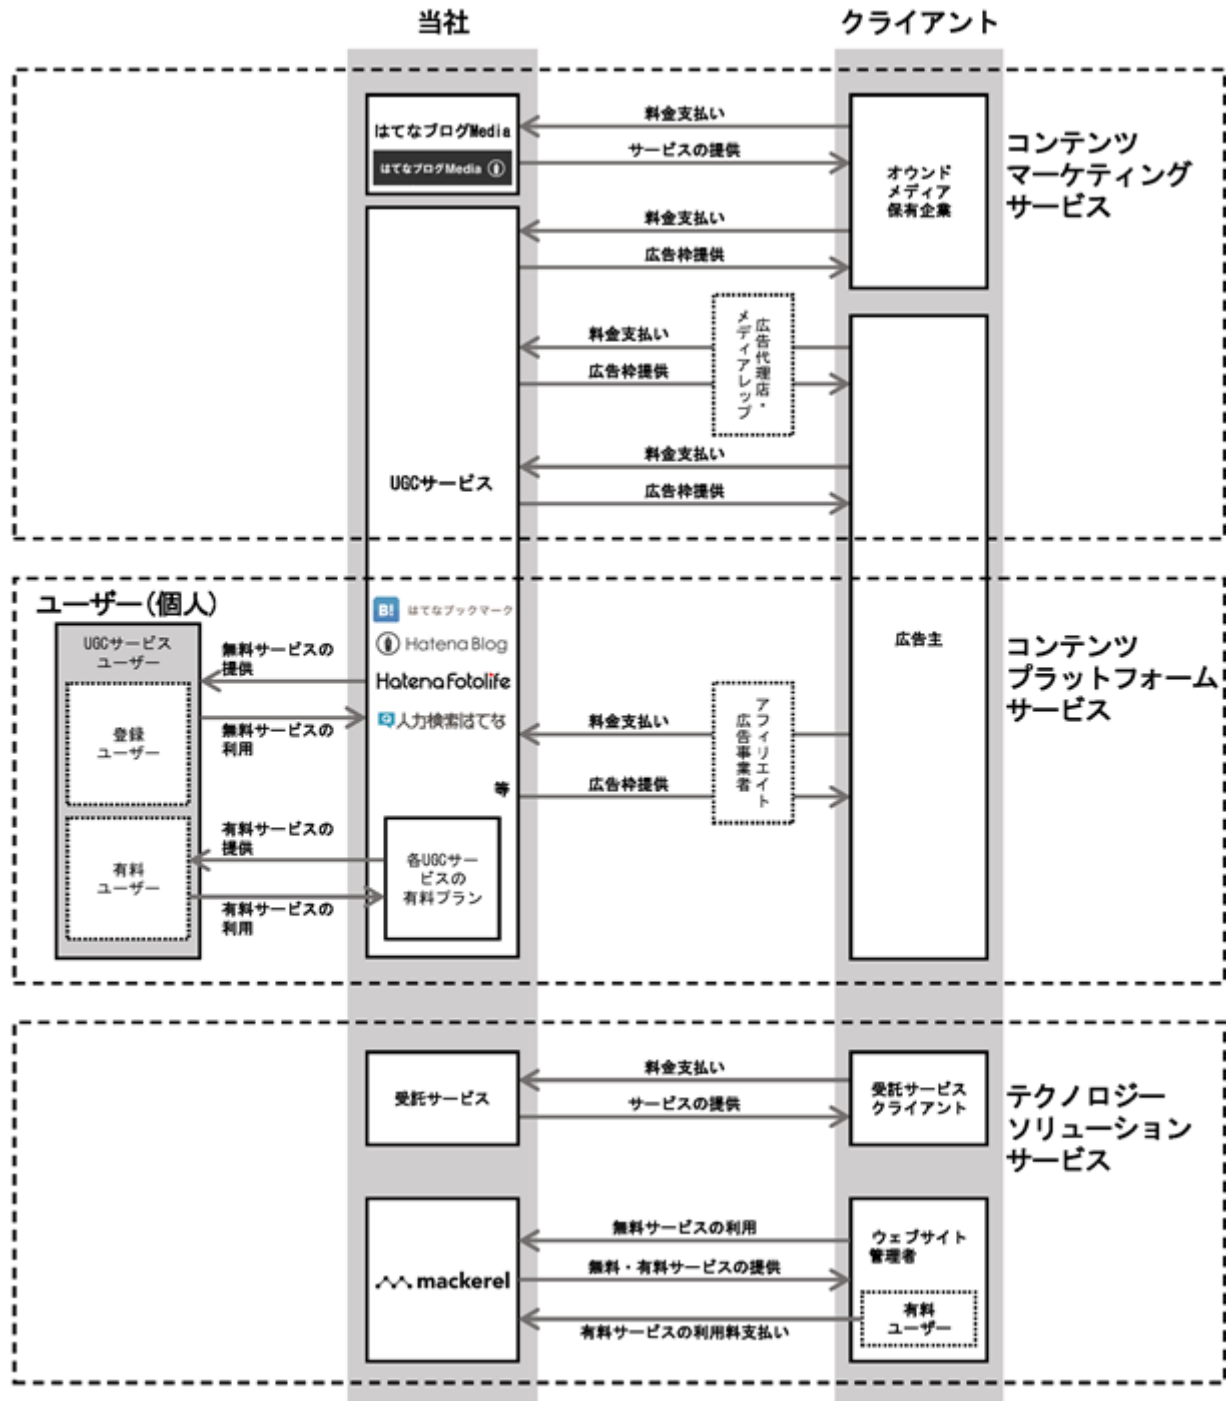 当社
クライアント
はてなブログMedia
はてなブログMedia
料金支払い
サービスの提供
オウンド
メディア
保有企業
コンテンツ
マーケティング
サービス
料金支払い
広告枠提供
料金支払い
広告枠提供
広告代理店・
メディアレップ
料金支払い
広告枠提供
UGCサービス
ユーザー(個人)
UGCサービス
ユーザー
登録
ユーザー
有料
ユーザー
無料サービスの
提供
無料サービスの
利用
有料サービスの
提供
有料サービスの
利用
B! はてなブックマーク
Hatena Blog
Hatena Fotolife
人力検索はてな
等
各UGCサー
ビスの
有料プラン
料金支払い
広告枠提供
アフィリエイト
広告事業者
広告主
コンテンツ
プラットフォーム
サービス
受託サービス
料金支払い
サービスの提供
受託サービス
クライアント
テクノロジー
ソリューション
サービス
mackerel
無料サービスの利用
無料・有料サービスの提供
有料サービスの利用料支払い
ウェブサイト
管理者
有料
ユーザー